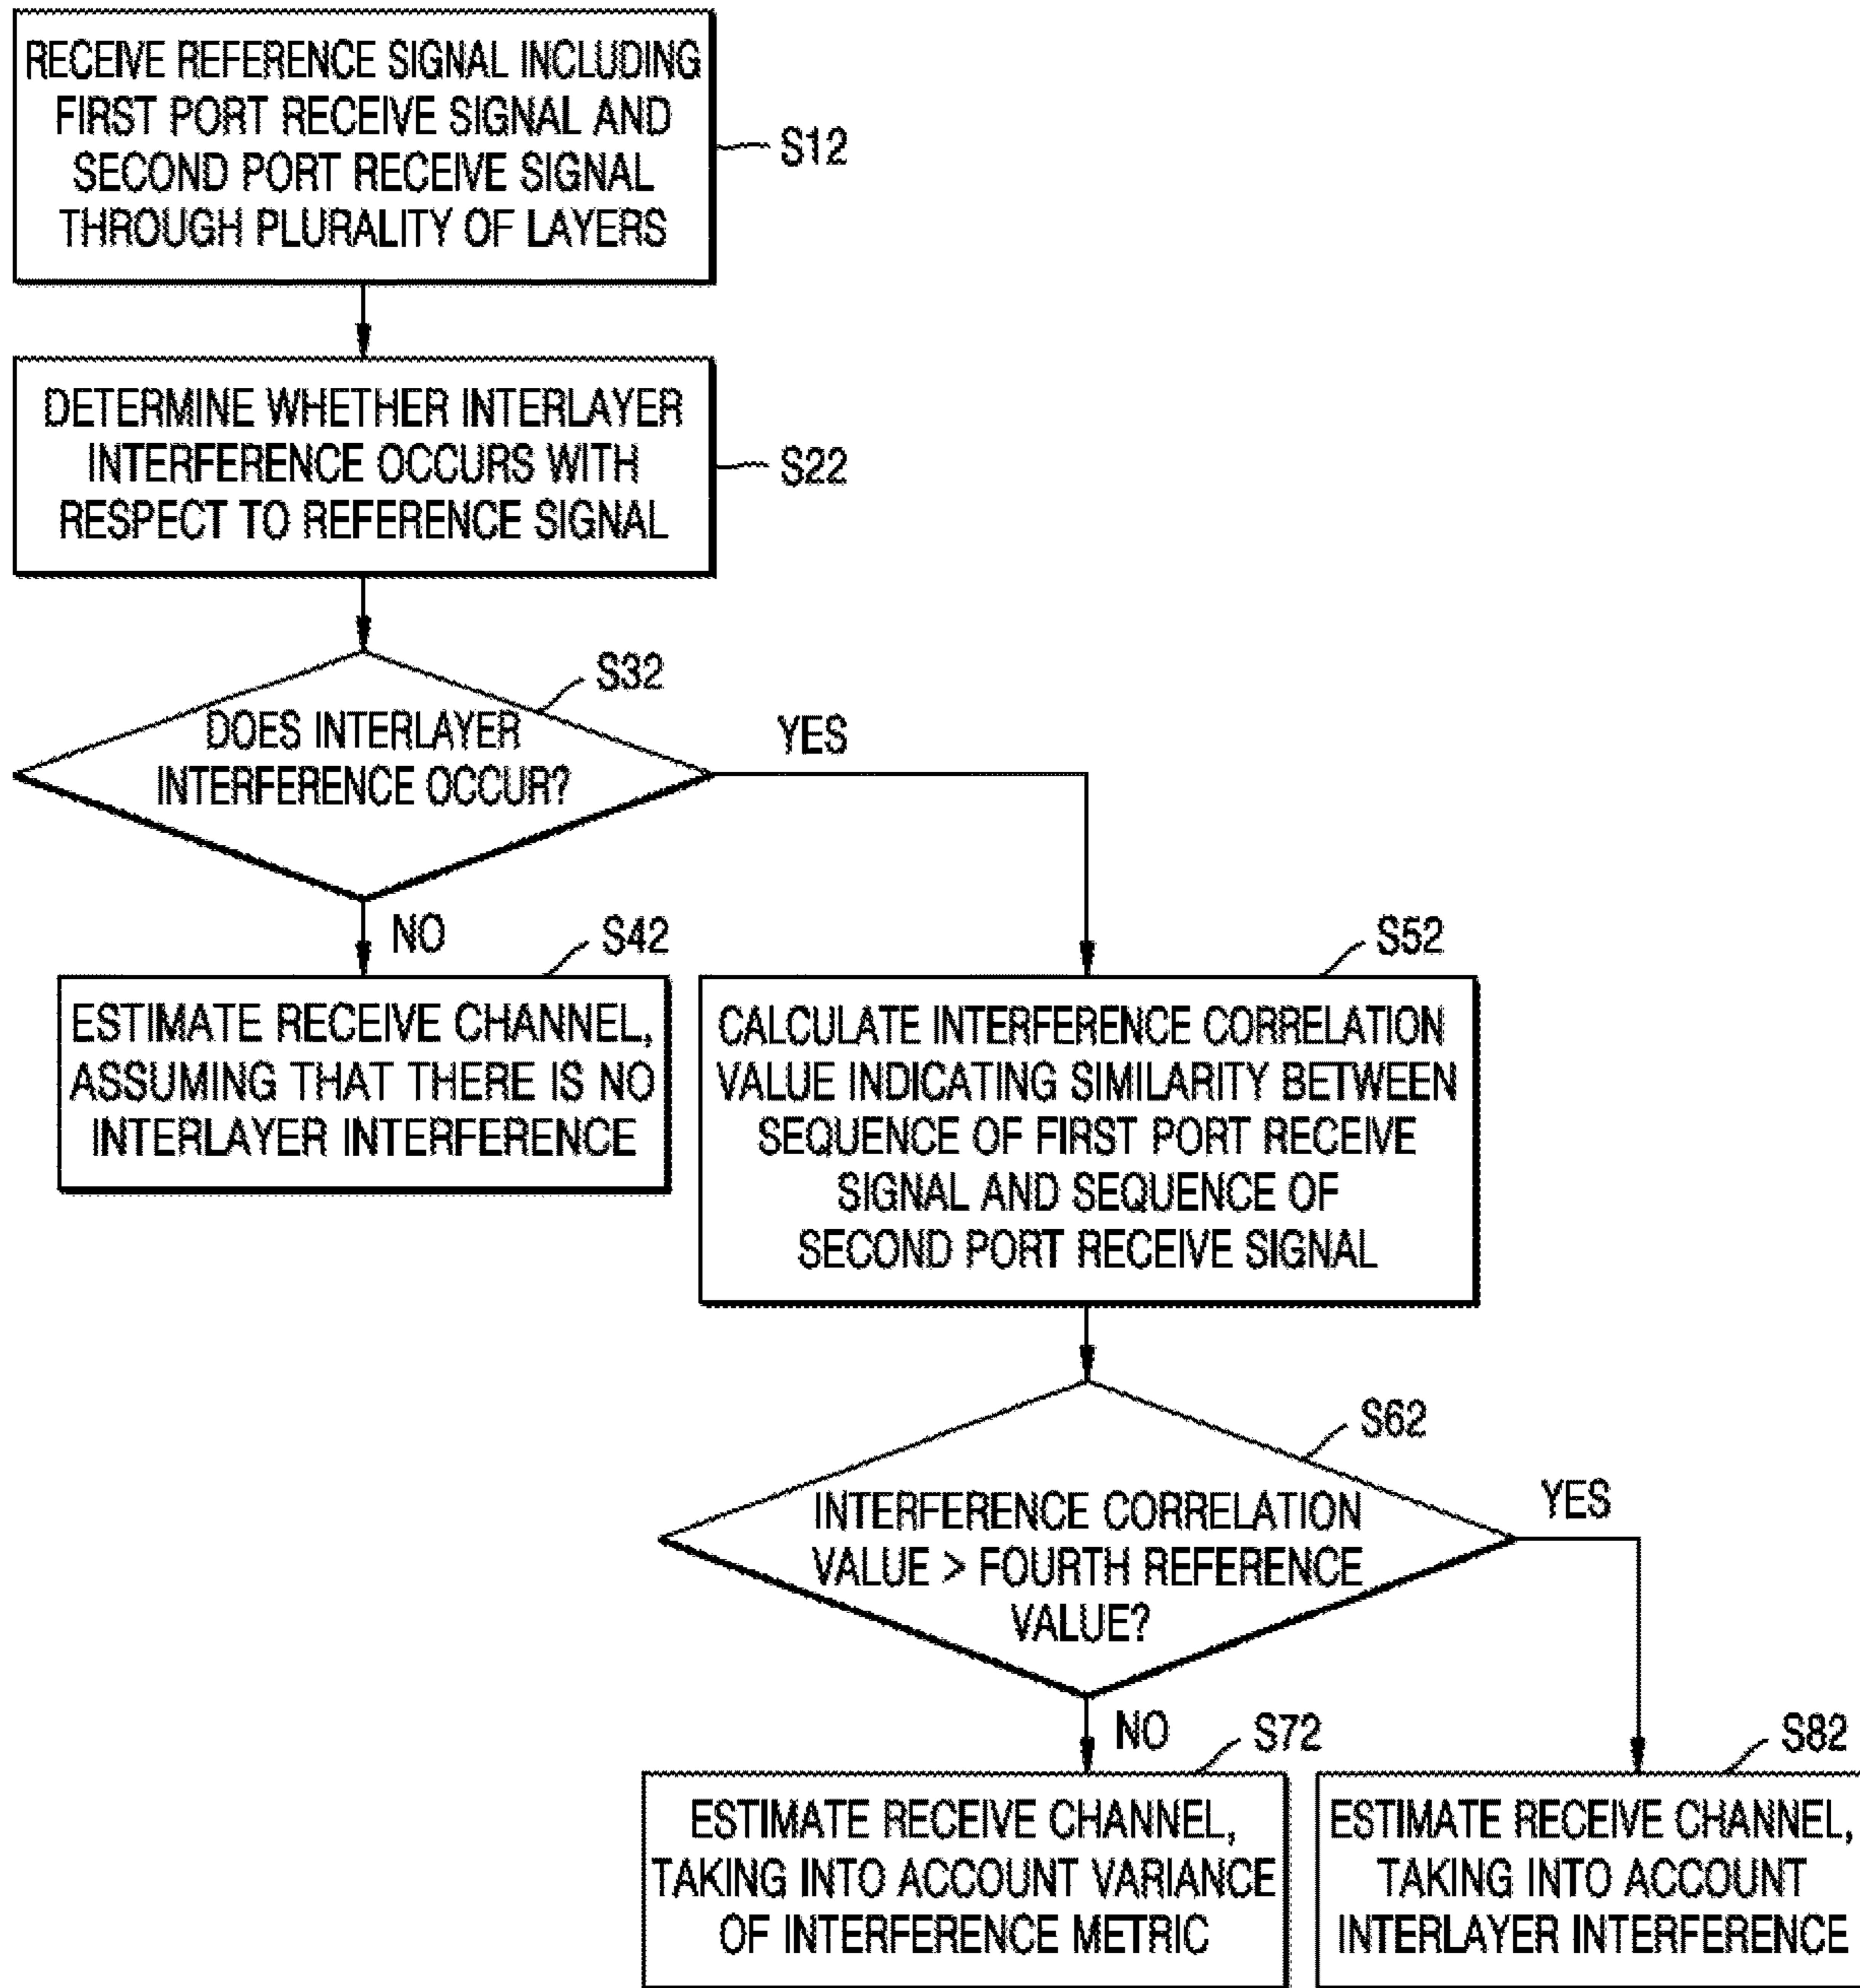 RECEIVE REFERENCE SIGNAL INCLUDING
FIRST PORT RECEIVE SIGNAL AND
SECOND PORT RECEIVE SIGNAL
THROUGH PLURALITY OF LAYERS
S12
DETERMINE WHETHER INTERLAYER
INTERFERENCE OCCURS WITH
RESPECT TO REFERENCE SIGNAL
S22
S32
DOES INTERLAYER
INTERFERENCE OCCUR?
YES
NO
S42
ESTIMATE RECEIVE CHANNEL,
ASSUMING THAT THERE IS NO
INTERLAYER INTERFERENCE
S52
CALCULATE INTERFERENCE CORRELATION
VALUE INDICATING SIMILARITY BETWEEN
SEQUENCE OF FIRST PORT RECEIVE
SIGNAL AND SEQUENCE OF
SECOND PORT RECEIVE SIGNAL
S62
INTERFERENCE CORRELATION
VALUE > FOURTH REFERENCE
VALUE?
YES
NO
S72
ESTIMATE RECEIVE CHANNEL,
TAKING INTO ACCOUNT VARIANCE
OF INTERFERENCE METRIC
S82
ESTIMATE RECEIVE CHANNEL,
TAKING INTO ACCOUNT
INTERLAYER INTERFERENCE